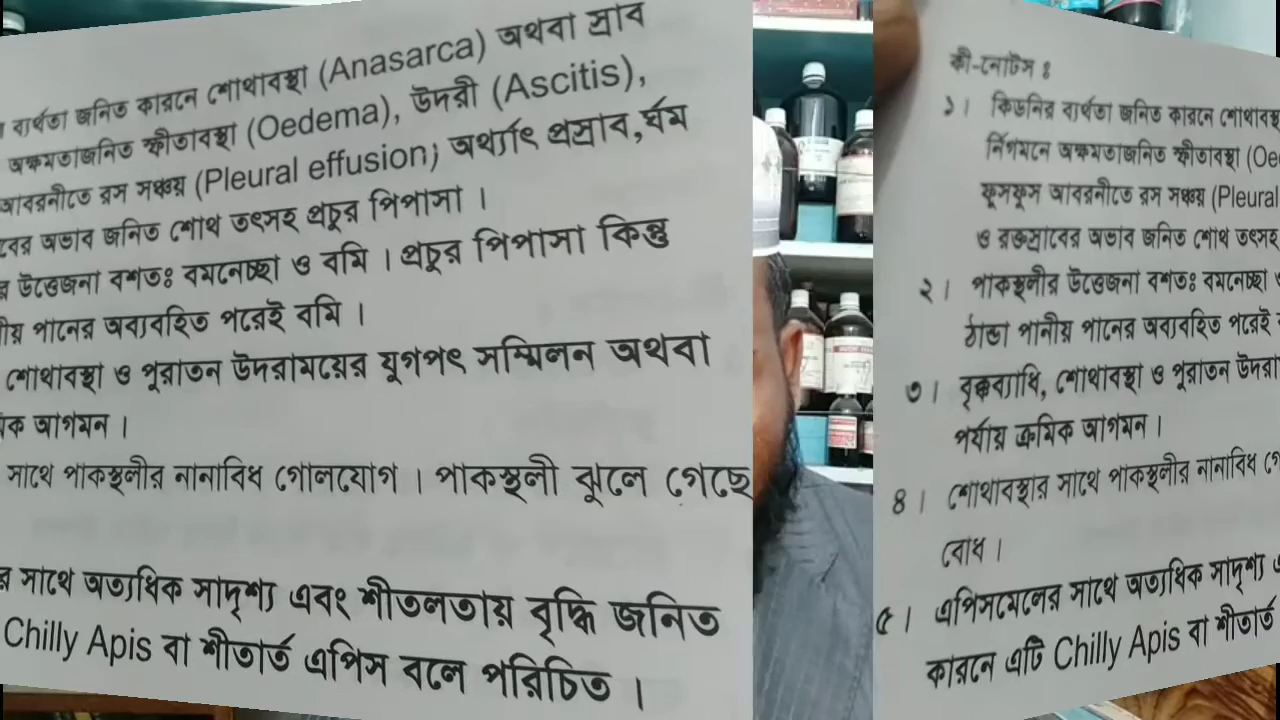 ব্যর্থতা জনিত কারনে শোথাবস্থা (Anasarca) অথবা স্রাব
অক্ষমতাজনিত স্ফীতাবস্থা (Oedema), উদরী (Ascitis),
আবরনীতে রস সঞ্চয় (Pleural effusion; অর্থ্যাৎ প্রস্রাব,ঘর্ম
বের অভাব জনিত শোথ তৎসহ প্রচুর পিপাসা ।
র উত্তেজনা বশতঃ বমনেচ্ছা ও বমি । প্রচুর পিপাসা কিন্তু
নীয় পানের অব্যবহিত পরেই বমি ।
শোথাবস্থা ও পুরাতন উদরাময়ের যুগপৎ সম্মিলন অথবা
মিক আগমন ।
সাথে পাকস্থলীর নানাবিধ গোলযোগ । পাকস্থলী ঝুলে গেছে
র সাথে অত্যধিক সাদৃশ্য এবং শীতলতায় বৃদ্ধি জনিত
Chilly Apis বা শীতার্ত এপিস বলে পরিচিত ।
কী-নোটস ঃ
১। কিডনির ব্যর্থতা জনিত কারনে শোথাবস্থ
র্নিগমনে অক্ষমতাজনিত স্ফীতাবস্থা (Oe
ফুসফুস আবরনীতে রস সঞ্চয় (Pleural
ও রক্তস্রাবের অভাব জনিত শোথ তৎসহ
২। পাকস্থলীর উত্তেজনা বশতঃ বমনেচ্ছা ও
ঠান্ডা পানীয় পানের অব্যবহিত পরেই
৩। বৃক্কব্যাধি, শোথাবস্থা ও পুরাতন উদরা
পর্যায় ক্রমিক আগমন ।
৪। শোথাবস্থার সাথে পাকস্থলীর নানাবিধ গো
বোধ ।
৫। এপিসমেলের সাথে অত্যধিক সাদৃশ্য এ
কারনে এটি Chilly Apis বা শীতার্ত